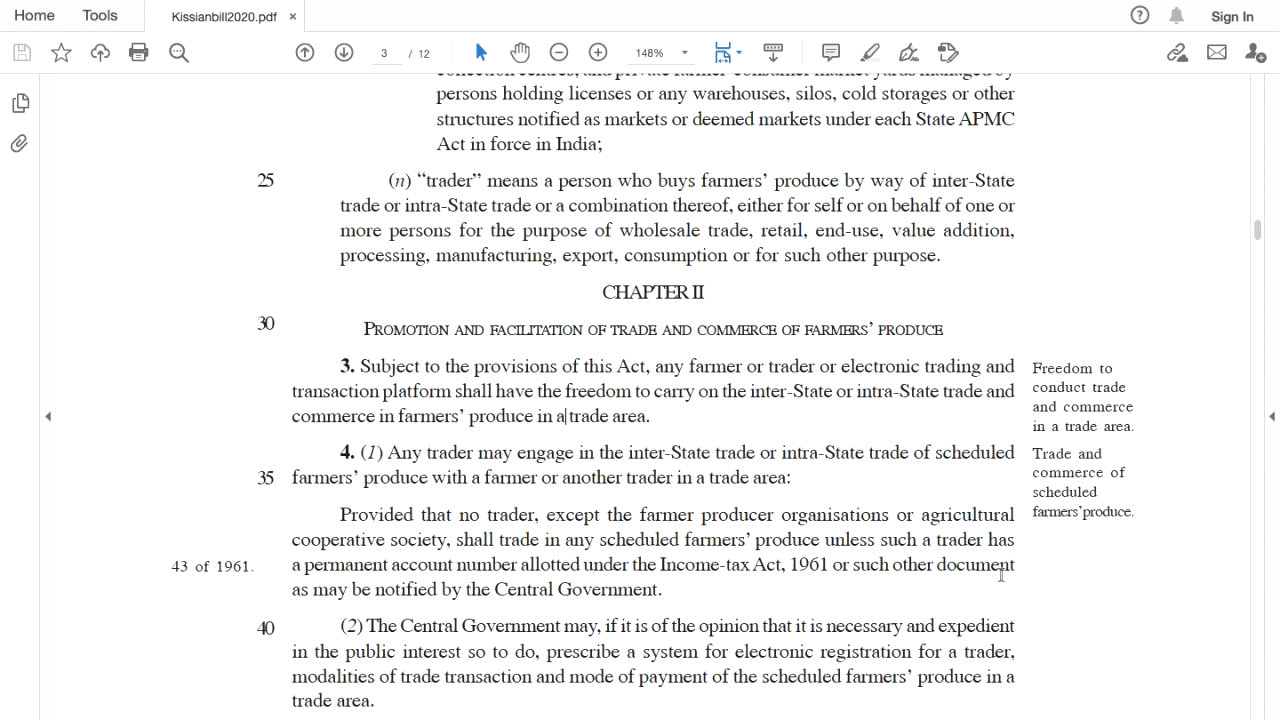 Home Tools Kissianbill2020.pdf × Sign In
3 / 12 148%
collection centres, and private farmer-consumer market yards managed by
persons holding licenses or any warehouses, silos, cold storages or other
structures notified as markets or deemed markets under each State APMC
Act in force in India;
25 (n) “trader” means a person who buys farmers’ produce by way of inter-State
trade or intra-State trade or a combination thereof, either for self or on behalf of one or
more persons for the purpose of wholesale trade, retail, end-use, value addition,
processing, manufacturing, export, consumption or for such other purpose.
CHAPTER II
30 PROMOTION AND FACILITATION OF TRADE AND COMMERCE OF FARMERS’ PRODUCE
3. Subject to the provisions of this Act, any farmer or trader or electronic trading and
transaction platform shall have the freedom to carry on the inter-State or intra-State trade and
commerce in farmers’ produce in a trade area.
Freedom to
conduct trade
and commerce
in a trade area.
4. (1) Any trader may engage in the inter-State trade or intra-State trade of scheduled
35 farmers’ produce with a farmer or another trader in a trade area:
Trade and
commerce of
scheduled
farmers’produce.
Provided that no trader, except the farmer producer organisations or agricultural
cooperative society, shall trade in any scheduled farmers’ produce unless such a trader has
43 of 1961. a permanent account number allotted under the Income-tax Act, 1961 or such other document
as may be notified by the Central Government.
40 (2) The Central Government may, if it is of the opinion that it is necessary and expedient
in the public interest so to do, prescribe a system for electronic registration for a trader,
modalities of trade transaction and mode of payment of the scheduled farmers’ produce in a
trade area.